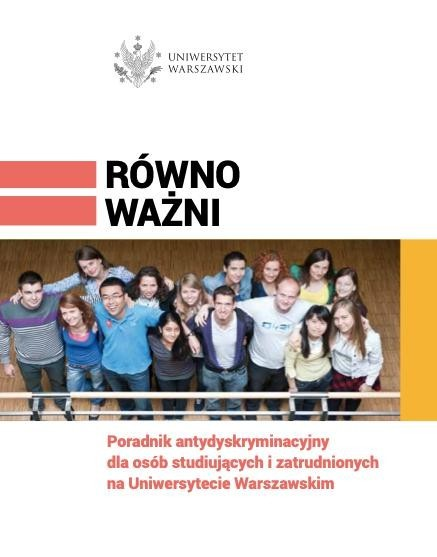 UNIWERSYTET
WARSZAWSKI
RÓWNO
WAŻNI
Poradnik antydyskryminacyjny
dla osób studiujących i zatrudnionych
na Uniwersytecie Warszawskim